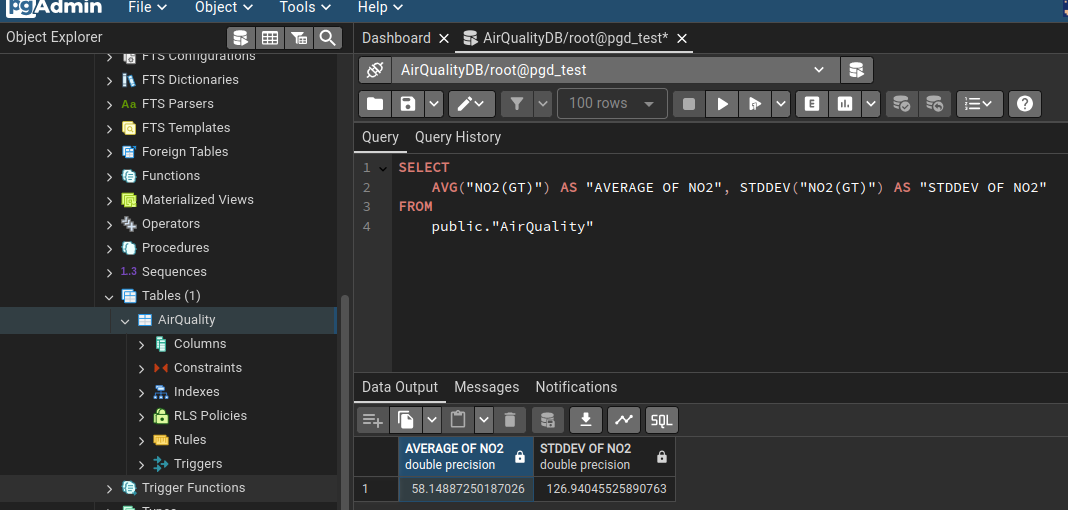 pgAdmin File Object Tools Help
Object Explorer
FTS Configurations
FTS Dictionaries
Aa FTS Parsers
FTS Templates
Foreign Tables
Functions
Materialized Views
Operators
Procedures
1.3 Sequences
Tables (1)
AirQuality
Columns
Constraints
Indexes
RLS Policies
Rules
Triggers
Trigger Functions
Types
Dashboard AirQualityDB/root@pgd_test*
AirQualityDB/root@pgd_test
100 rows E
Query Query History
1 SELECT
2 AVG("NO2(GT)") AS "AVERAGE OF NO2", STDDEV("NO2(GT)") AS "STDDEV OF NO2"
3 FROM
4 public."AirQuality"
Data Output Messages Notifications
SQL
AVERAGE OF NO2 STDDEV OF NO2
double precision double precision
1 58.14887250187026 126.94045525890763